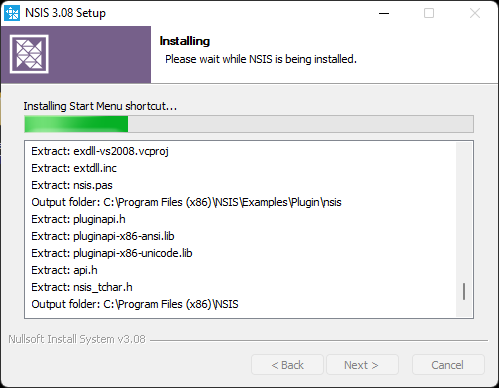 NSIS 3.08 Setup
Installing
Please wait while NSIS is being installed.
Installing Start Menu shortcut...
Extract: exdll-vs2008.vcproj
Extract: extdll.inc
Extract: nsis.pas
Output folder: C:\Program Files (x86)\NSIS\Examples\Plugin\nsis
Extract: pluginapi.h
Extract: pluginapi-x86-ansi.lib
Extract: pluginapi-x86-unicode.lib
Extract: api.h
Extract: nsis_tchar.h
Output folder: C:\Program Files (x86)\NSIS
Nullsoft Install System v3.08
< Back
Next >
Cancel